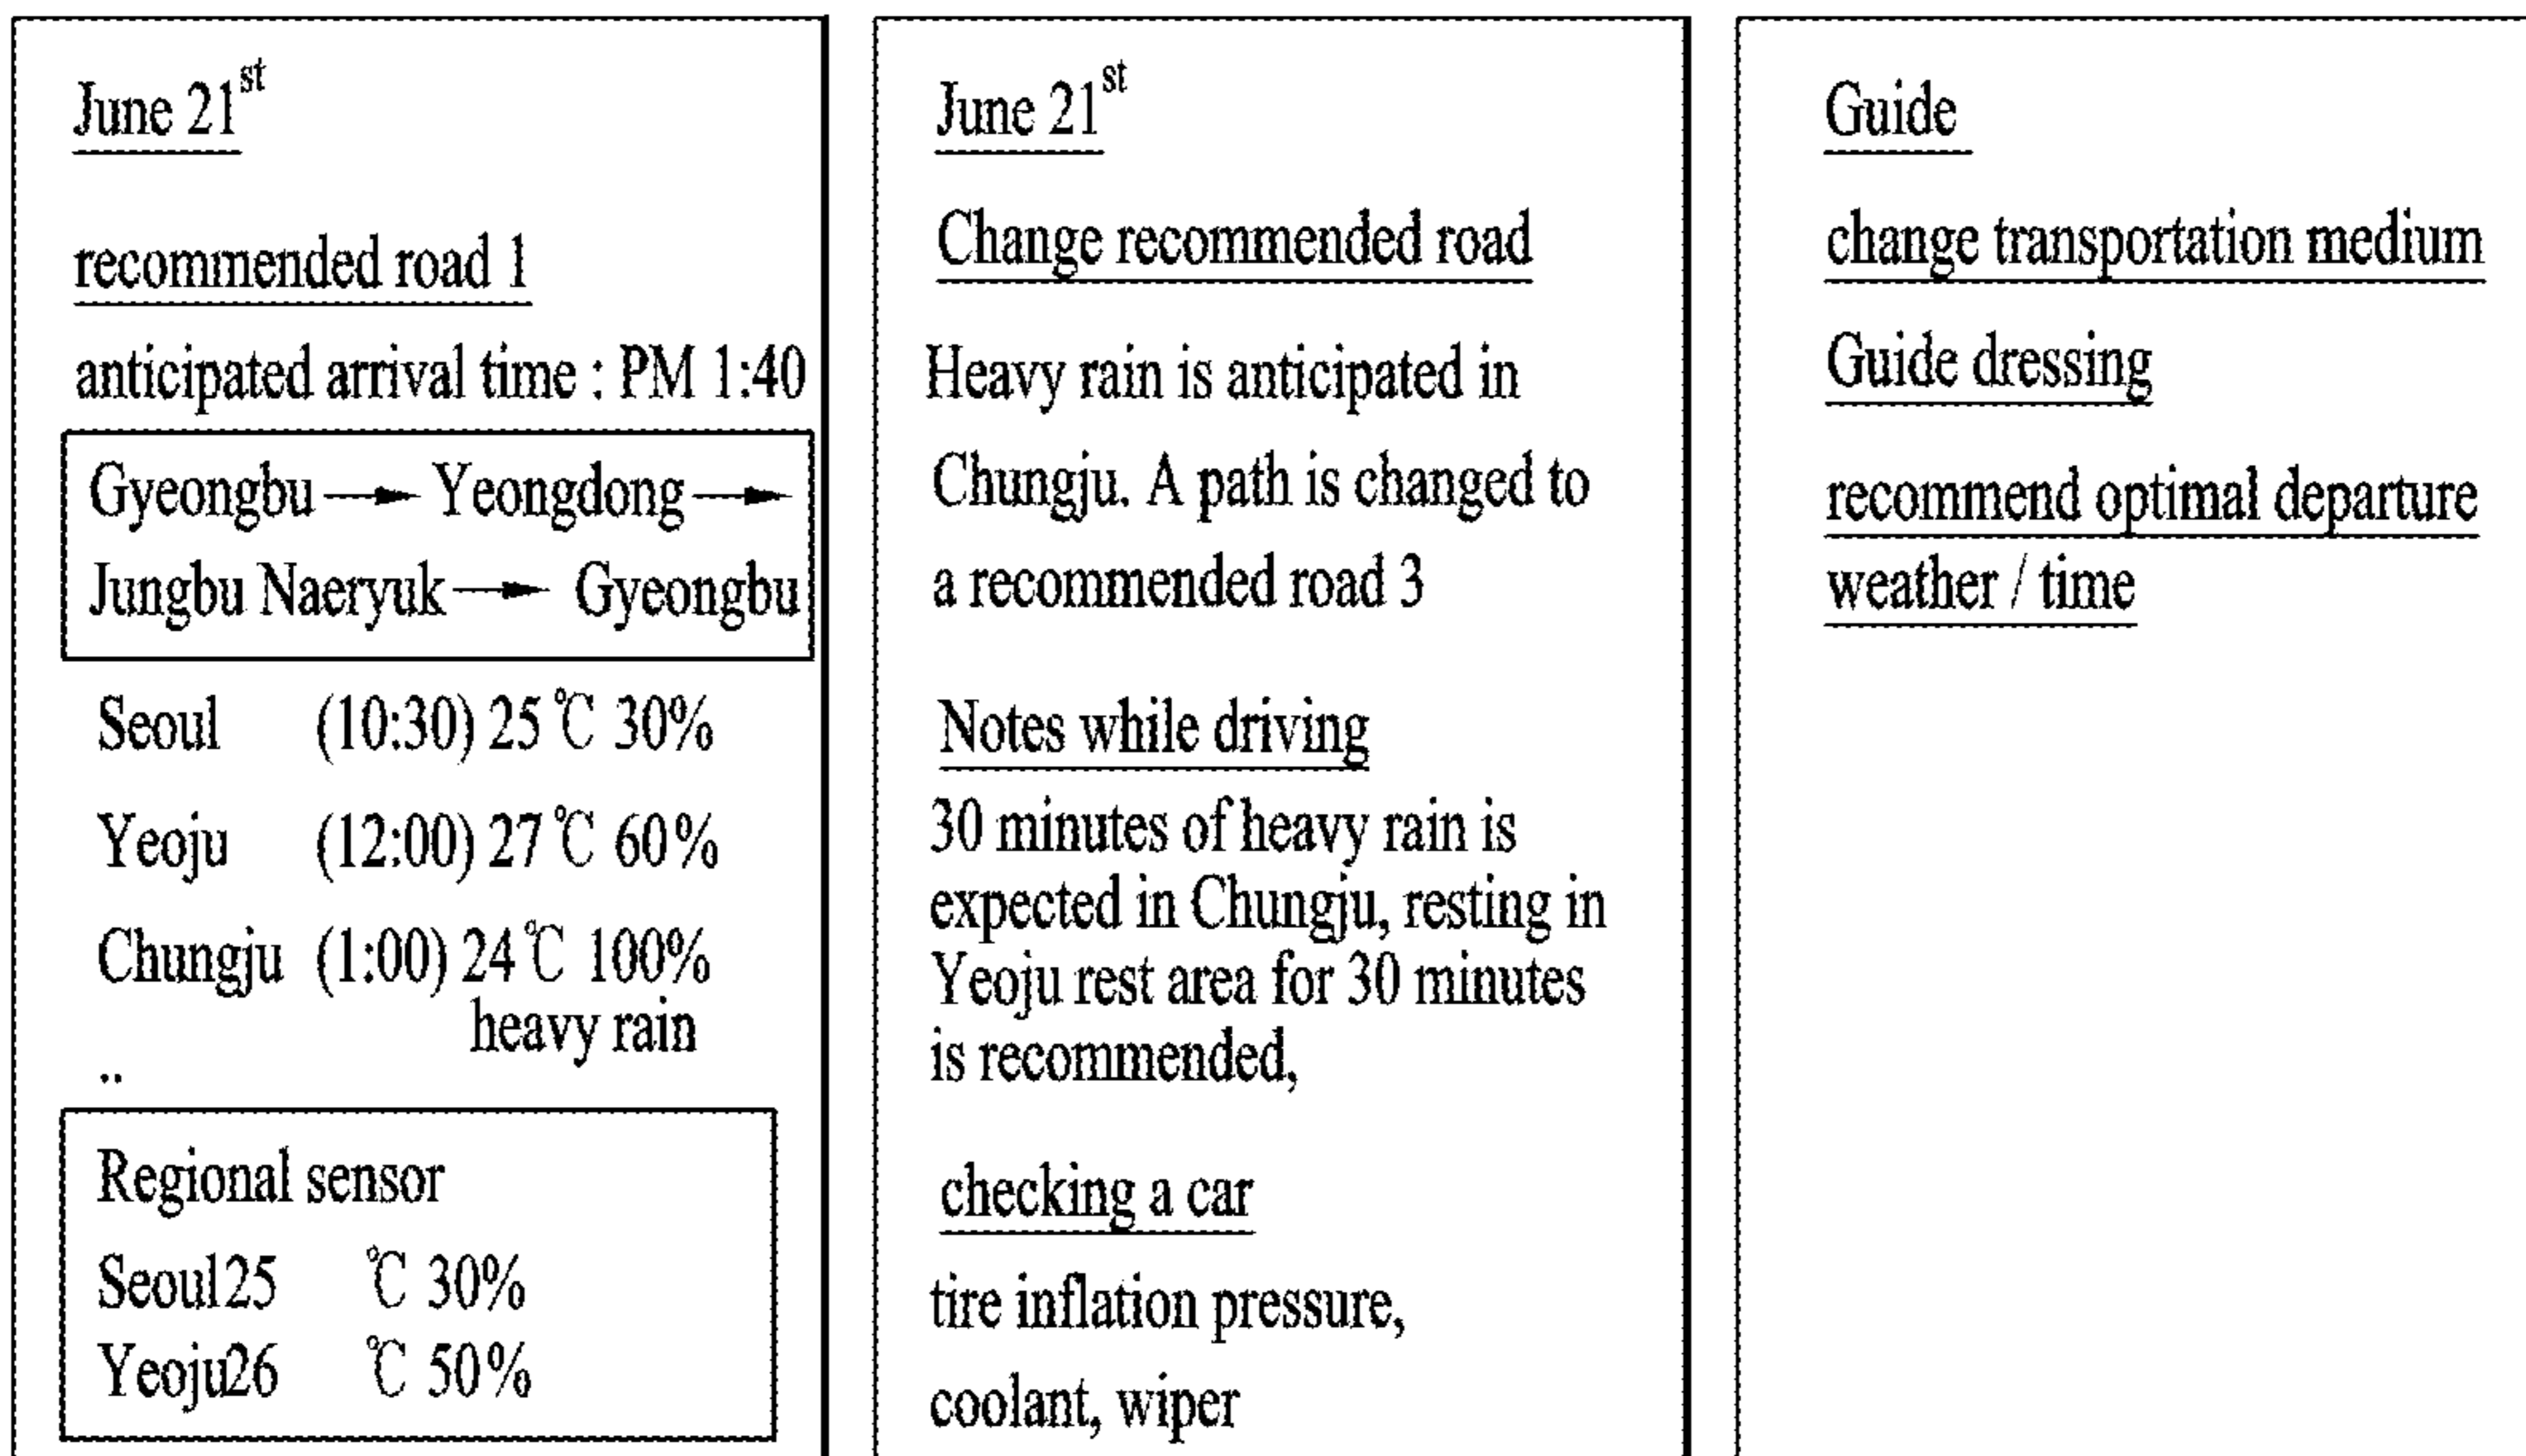 June 21st
recommended road 1
anticipated arrival time : PM 1:40
Gyeongbu → Yeongdong →
Jungbu Naeryuk → Gyeongbu
Seoul (10:30) 25 ℃ 30%
Yeoju (12:00) 27 ℃ 60%
Chungju (1:00) 24 ℃ 100%
heavy rain
..
Regional sensor
Seoul25 ℃ 30%
Yeoju26 ℃ 50%
June 21st
Change recommended road
Heavy rain is anticipated in
Chungju. A path is changed to
a recommended road 3
Notes while driving
30 minutes of heavy rain is
expected in Chungju, resting in
Yeoju rest area for 30 minutes
is recommended,
checking a car
tire inflation pressure,
coolant, wiper
Guide
change transportation medium
Guide dressing
recommend optimal departure
weather / time